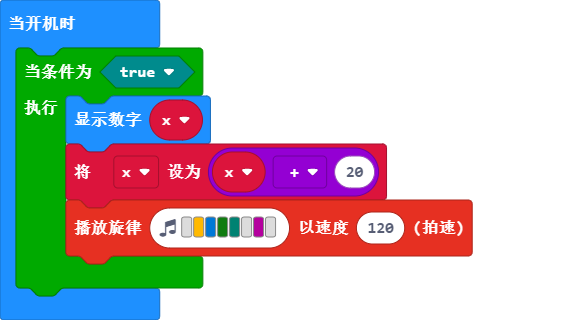 当开机时
当条件为 true
执行
显示数字 x
将 x 设为 x + 20
播放旋律 以速度 120 (拍速)